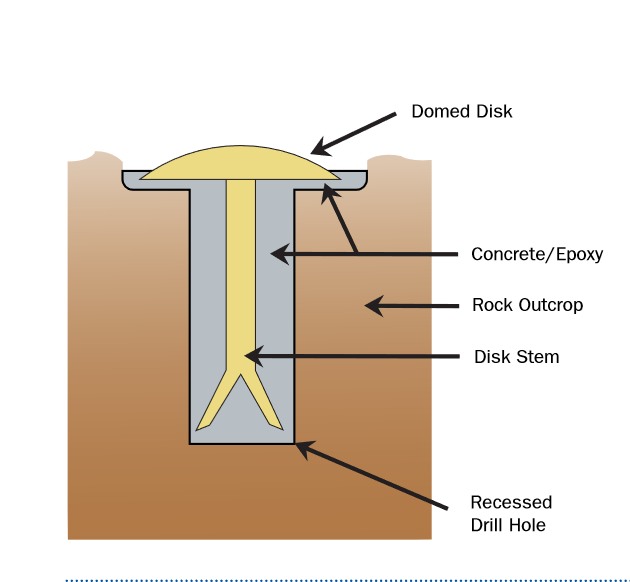 Domed Disk
Concrete/Epoxy
Rock Outcrop
Disk Stem
Recessed
Drill Hole